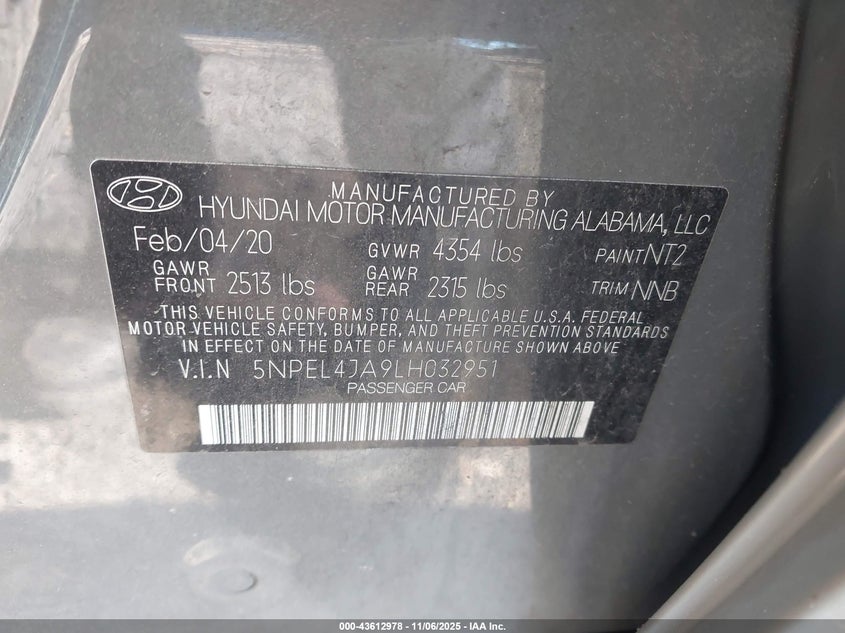 MANUFACTURED BY
HYUNDAI MOTOR MANUFACTURING ALABAMA, LLC
Feb/04/20 GVWR 4354 lbs PAINT NT2
GAWR FRONT 2513 lbs GAWR REAR 2315 lbs TRIM NNB
THIS VEHICLE CONFORMS TO ALL APPLICABLE U.S.A. FEDERAL
MOTOR VEHICLE SAFETY, BUMPER, AND THEFT PREVENTION STANDARDS
IN EFFECT ON THE DATE OF MANUFACTURE SHOWN ABOVE
V.I.N 5NPEL4JA9LH032951
PASSENGER CAR
000-43612978 - 11/06/2025 - IAA Inc.